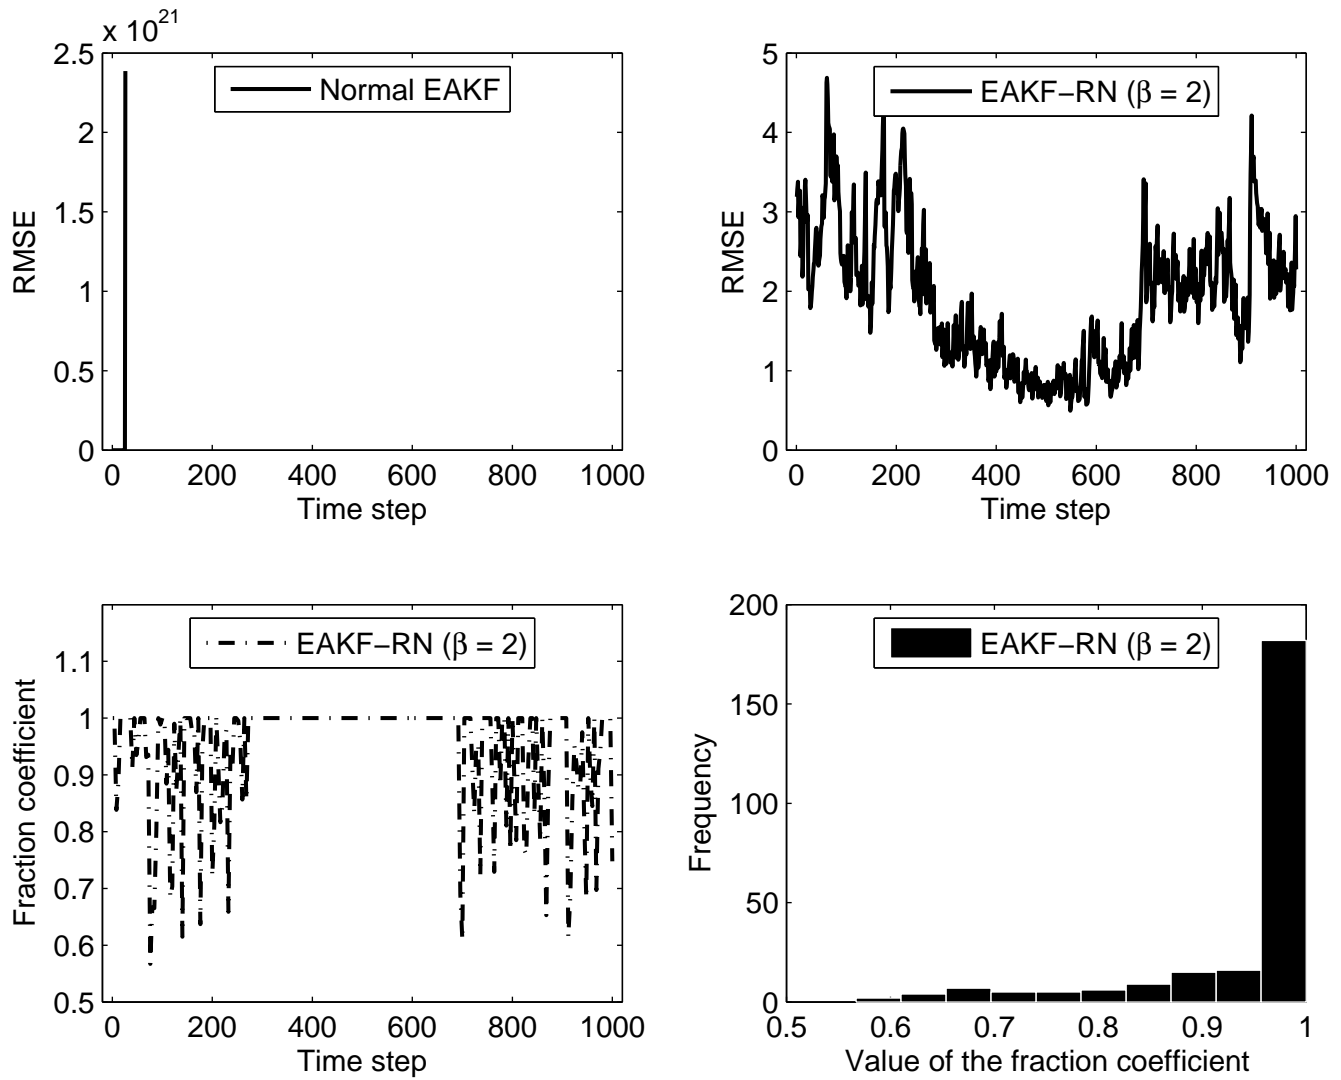 x 10^21
2.5
2
1.5
1
0.5
0
0 200 400 600 800 1000
RMSE
Time step
Normal EAKF
5
4
3
2
1
0
0 200 400 600 800 1000
RMSE
Time step
EAKF−RN (β = 2)
1.1
1
0.9
0.8
0.7
0.6
0.5
0 200 400 600 800 1000
Fraction coefficient
Time step
EAKF−RN (β = 2)
200
150
100
50
0
0.5 0.6 0.7 0.8 0.9 1
Frequency
Value of the fraction coefficient
EAKF−RN (β = 2)